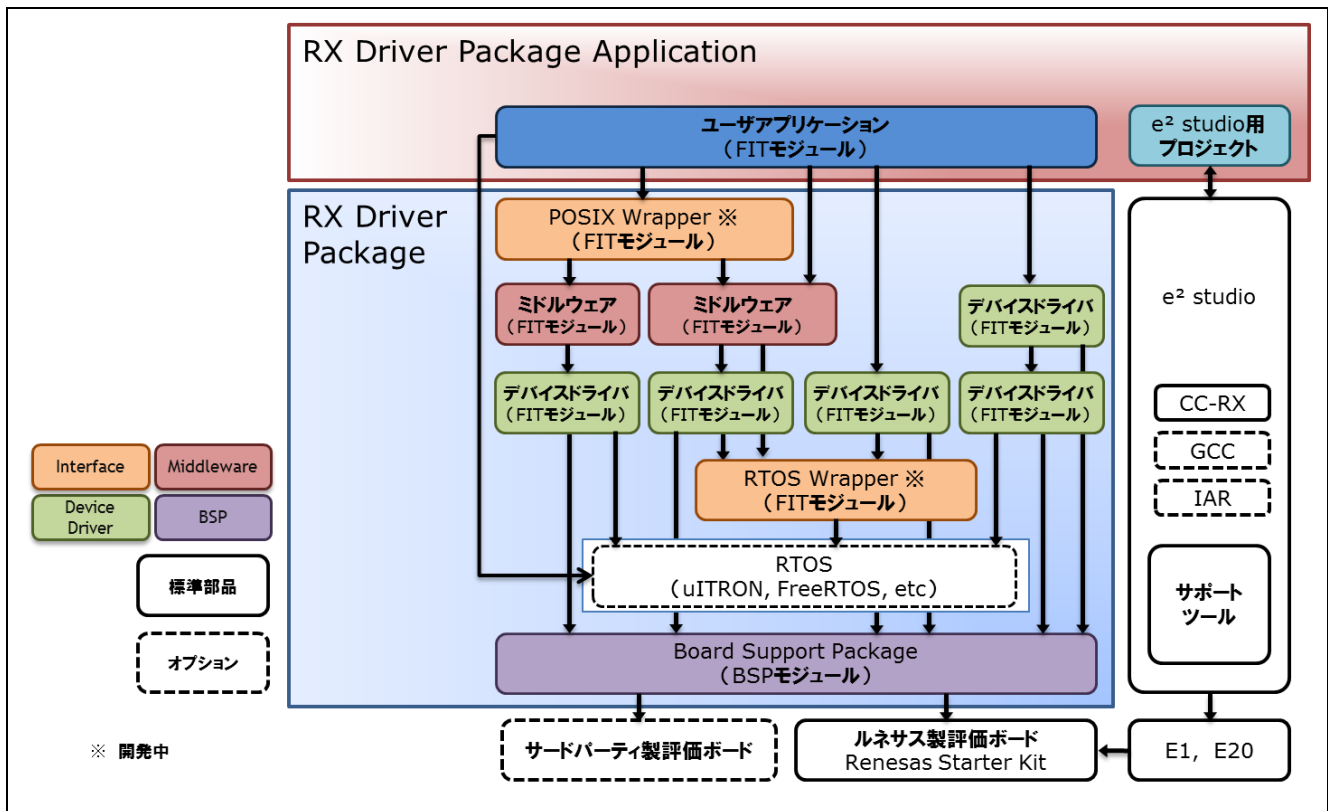 RX Driver Package Application
ユーザアプリケーション
(FITモジュール)
e² studio用
プロジェクト
RX Driver
Package
POSIX Wrapper ※
(FITモジュール)
ミドルウェア
(FITモジュール)
ミドルウェア
(FITモジュール)
デバイスドライバ
(FITモジュール)
デバイスドライバ
(FITモジュール)
デバイスドライバ
(FITモジュール)
デバイスドライバ
(FITモジュール)
デバイスドライバ
(FITモジュール)
RTOS Wrapper ※
(FITモジュール)
RTOS
(uITRON, FreeRTOS, etc)
Board Support Package
(BSPモジュール)
サードパーティ製評価ボード
ルネサス製評価ボード
Renesas Starter Kit
e² studio
CC-RX
GCC
IAR
サポート
ツール
E1, E20
Interface
Middleware
Device
Driver
BSP
標準部品
オプション
※ 開発中